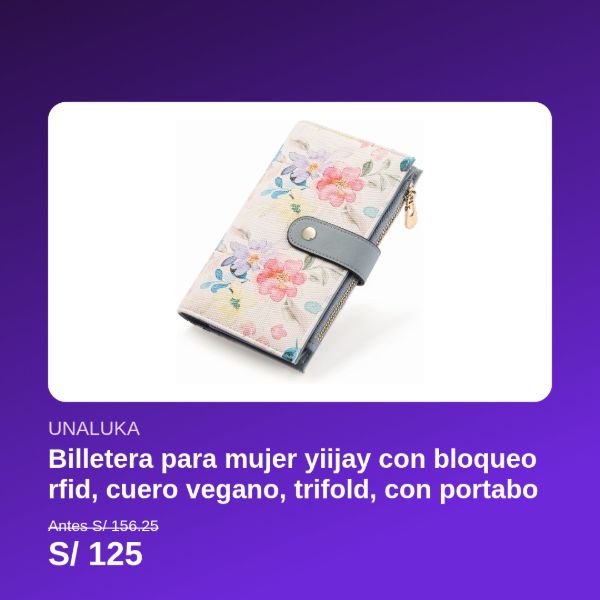 UNALUKA
Billetera para mujer yiijay con bloqueo
rfid, cuero vegano, trifold, con portabo
Antes S/ 156.25
S/ 125